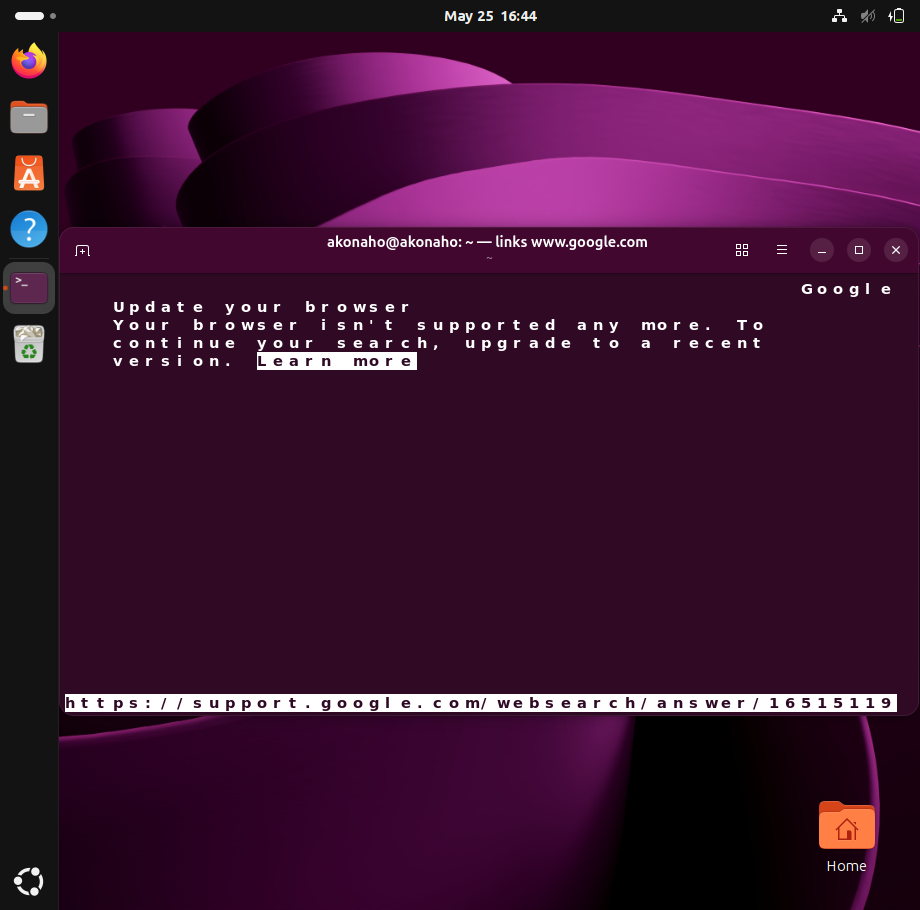 May 25 16:44
akonaho@akonaho: ~ — links www.google.com
~
Google
Update your browser
Your browser isn't supported any more. To
continue your search, upgrade to a recent
version. Learn more
https://support.google.com/websearch/answer/16515119
Home